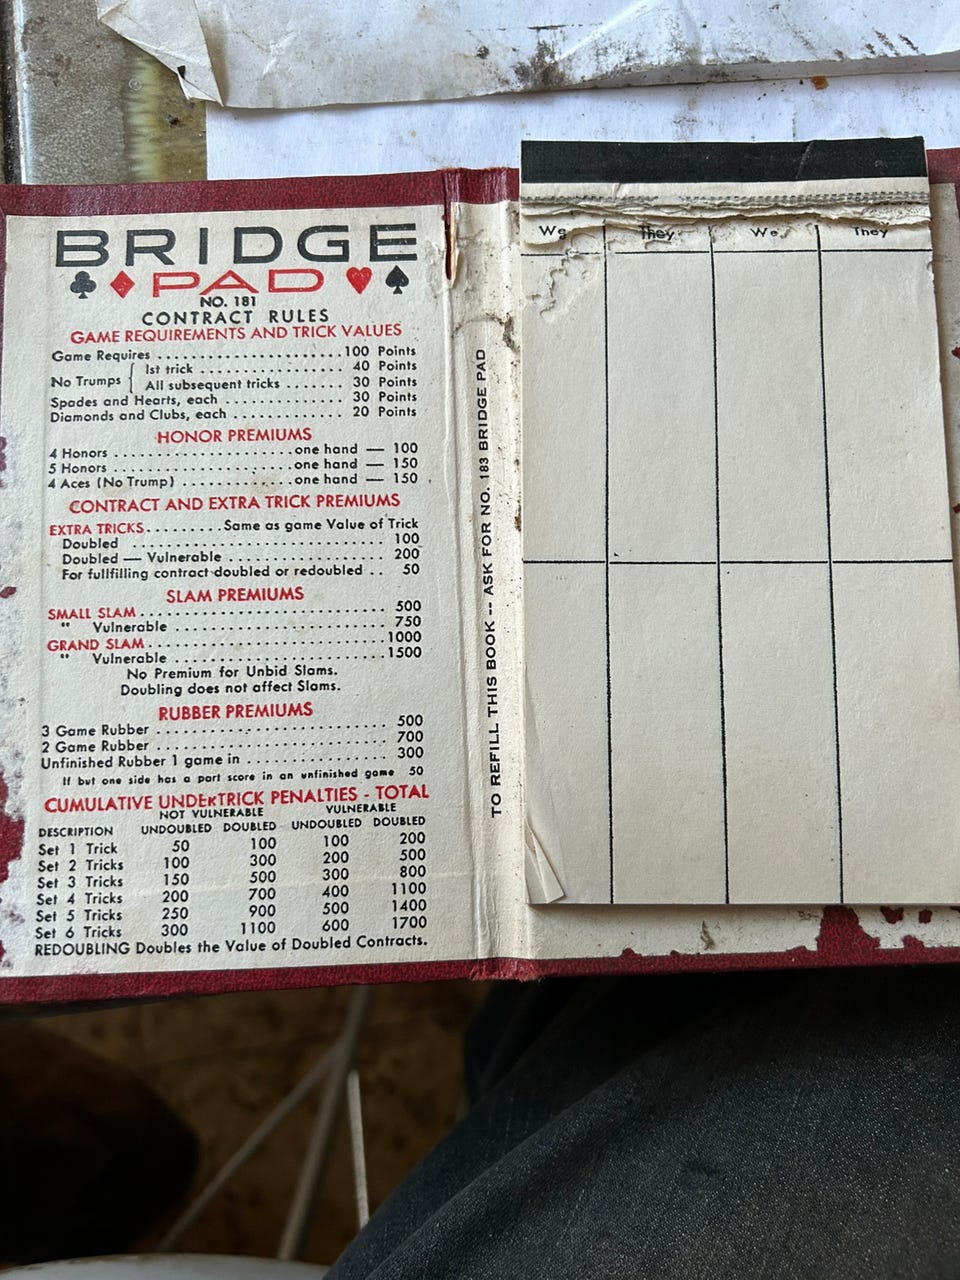 BRIDGE
♣ ♦ PAD ♥ ♠
NO. 181
CONTRACT RULES
GAME REQUIREMENTS AND TRICK VALUES
Game Requires ........................ 100 Points
No Trumps { 1st trick .................. 40 Points
All subsequent tricks ....... 30 Points
Spades and Hearts, each ............... 30 Points
Diamonds and Clubs, each ............. 20 Points
HONOR PREMIUMS
4 Honors ........................ one hand — 100
5 Honors ........................ one hand — 150
4 Aces (No Trump) .............. one hand — 150
CONTRACT AND EXTRA TRICK PREMIUMS
EXTRA TRICKS......... Same as game Value of Trick
Doubled ................................. 100
Doubled — Vulnerable .................... 200
For fullfilling contract doubled or redoubled .. 50
SLAM PREMIUMS
SMALL SLAM ............................. 500
" Vulnerable ........................... 750
GRAND SLAM ............................. 1000
" Vulnerable ........................... 1500
No Premium for Unbid Slams.
Doubling does not affect Slams.
RUBBER PREMIUMS
3 Game Rubber ........................... 500
2 Game Rubber ........................... 700
Unfinished Rubber 1 game in ............. 300
If but one side has a part score in an unfinished game 50
CUMULATIVE UNDERTRICK PENALTIES - TOTAL
NOT VULNERABLE VULNERABLE
DESCRIPTION UNDOUBLED DOUBLED UNDOUBLED DOUBLED
Set 1 Trick 50 100 100 200
Set 2 Tricks 100 300 200 500
Set 3 Tricks 150 500 300 800
Set 4 Tricks 200 700 400 1100
Set 5 Tricks 250 900 500 1400
Set 6 Tricks 300 1100 600 1700
REDOUBLING Doubles the Value of Doubled Contracts.
TO REFILL THIS BOOK -- ASK FOR NO. 183 BRIDGE PAD
We They We They